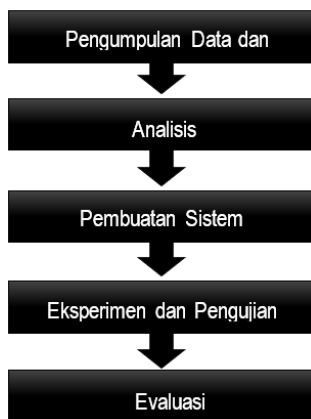 Pengumpulan Data dan
Analisis
Pembuatan Sistem
Eksperimen dan Pengujian
Evaluasi